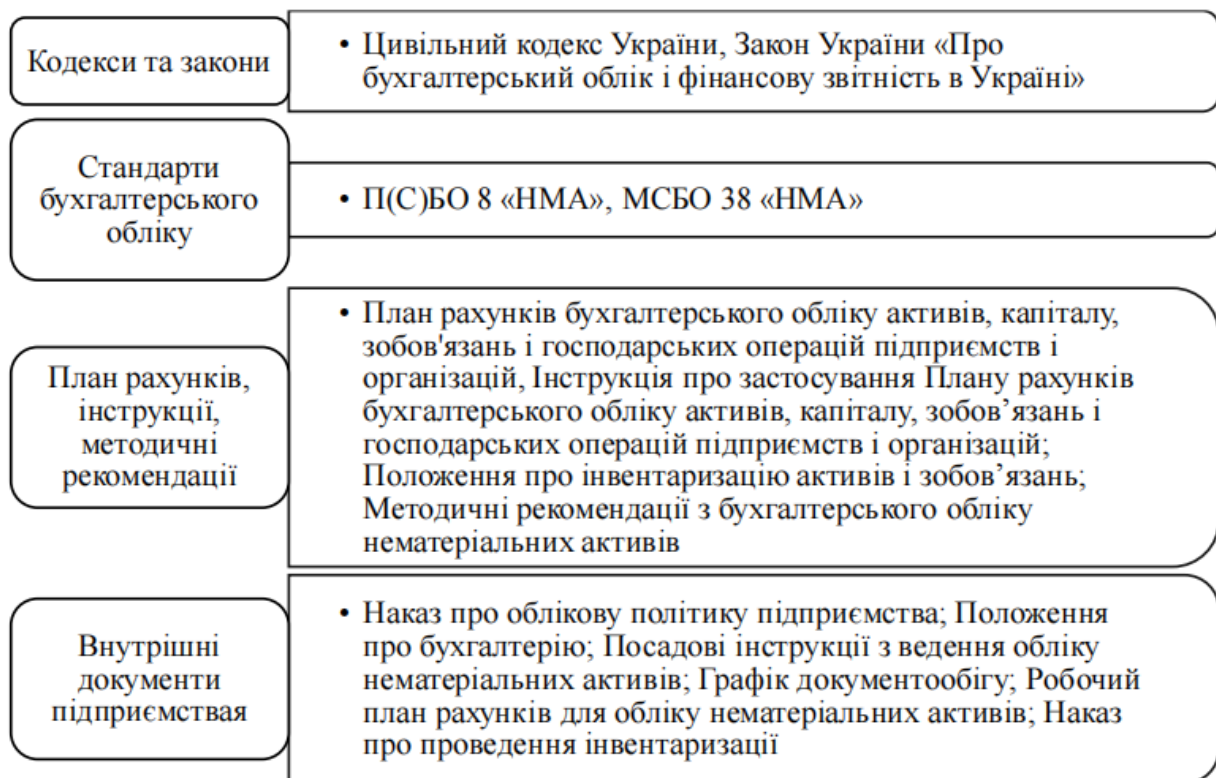 Кодекси та закони
• Цивільний кодекс України, Закон України «Про
бухгалтерський облік і фінансову звітність в Україні»
Стандарти
бухгалтерського
обліку
• П(С)БО 8 «НМА», МСБО 38 «НМА»
План рахунків,
інструкції,
методичні
рекомендації
• План рахунків бухгалтерського обліку активів, капіталу,
зобов'язань і господарських операцій підприємств і
організацій, Інструкція про застосування Плану рахунків
бухгалтерського обліку активів, капіталу, зобов’язань і
господарських операцій підприємств і організацій;
Положення про інвентаризацію активів і зобов’язань;
Методичні рекомендації з бухгалтерського обліку
нематеріальних активів
Внутрішні
документи
підприємствая
• Наказ про облікову політику підприємства; Положення
про бухгалтерію; Посадові інструкції з ведення обліку
нематеріальних активів; Графік документообігу; Робочий
план рахунків для обліку нематеріальних активів; Наказ
про проведення інвентаризації